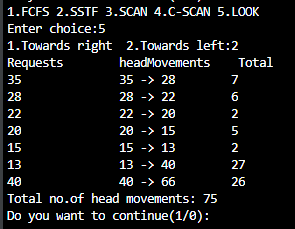 1.FCFS 2.SSTF 3.SCAN 4.C-SCAN 5.LOOK
Enter choice:5
1.Towards right  2.Towards left:2
Requests         headMovements    Total
35               35 -> 28         7
28               28 -> 22         6
22               22 -> 20         2
20               20 -> 15         5
15               15 -> 13         2
13               13 -> 40         27
40               40 -> 66         26
Total no.of head movements: 75
Do you want to continue(1/0):